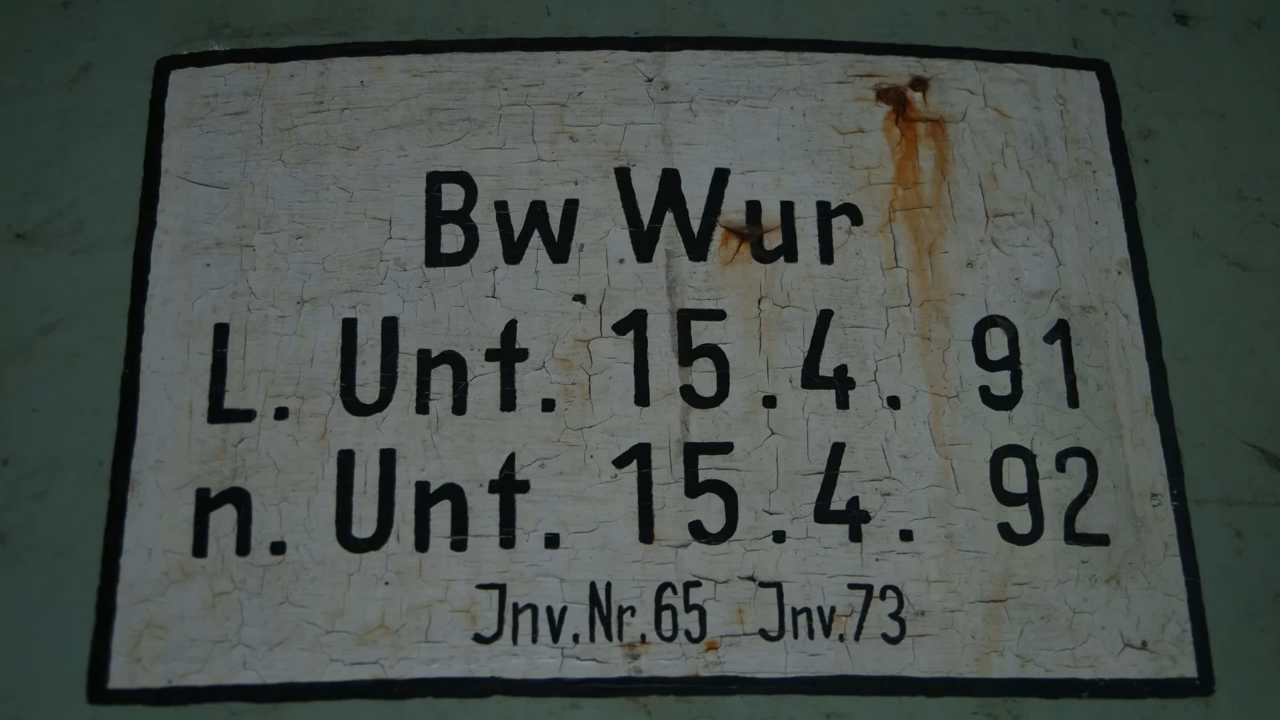 Bw Wur
L. Unt. 15.4. 91
n. Unt. 15.4. 92
Jnv.Nr.65 Jnv.73